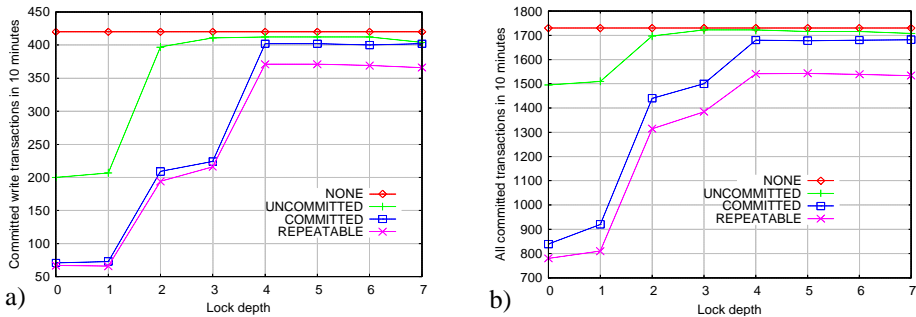 450
400
350
300
250
200
150
100
50
Committed write transactions in 10 minutes
NONE
UNCOMMITTED
COMMITTED
REPEATABLE
0 1 2 3 4 5 6 7
Lock depth
a)
1800
1700
1600
1500
1400
1300
1200
1100
1000
900
800
700
All committed transactions in 10 minutes
NONE
UNCOMMITTED
COMMITTED
REPEATABLE
0 1 2 3 4 5 6 7
Lock depth
b)